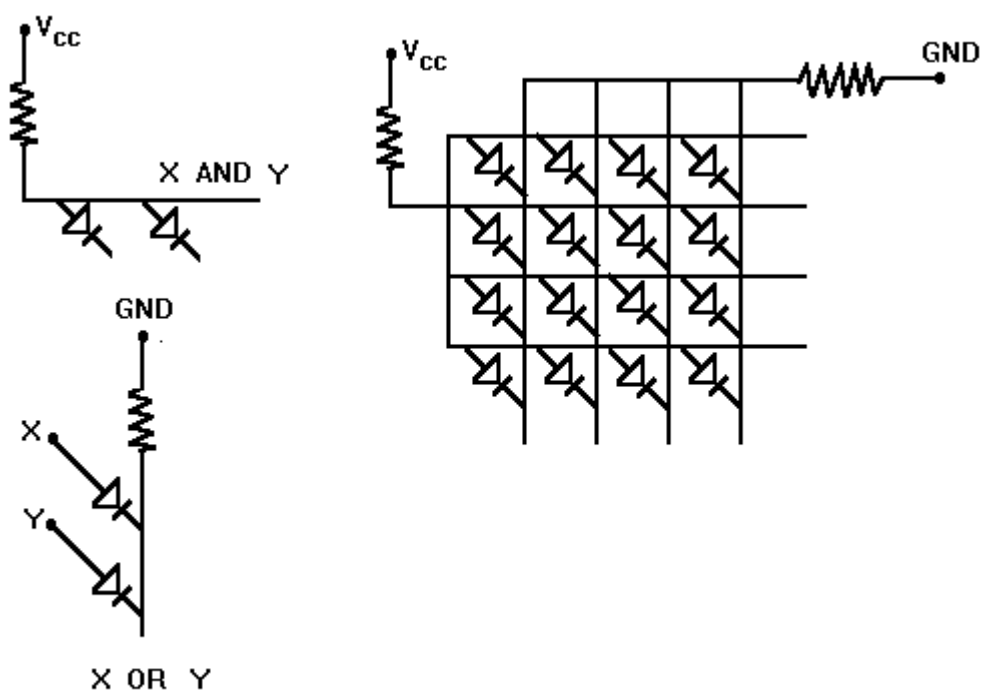 VCC
X AND Y
GND
X
Y
X OR Y
VCC
GND